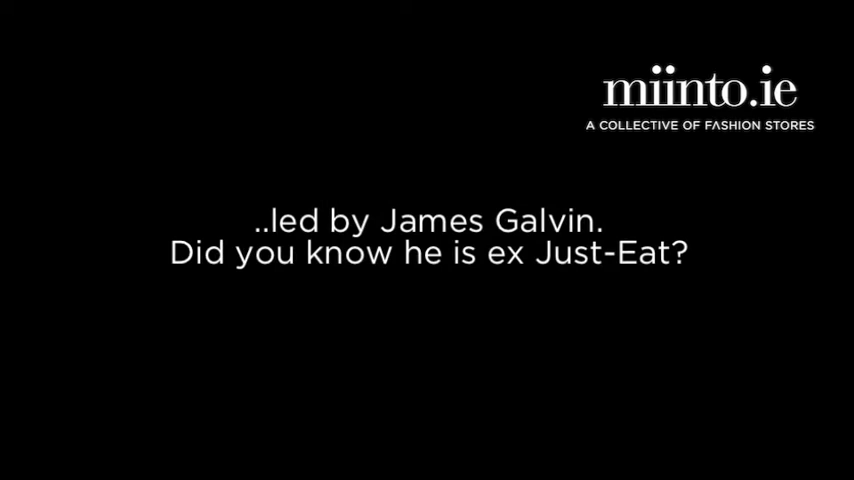 miinto.ie
A COLLECTIVE OF FASHION STORES
..led by James Galvin.
Did you know he is ex Just-Eat?